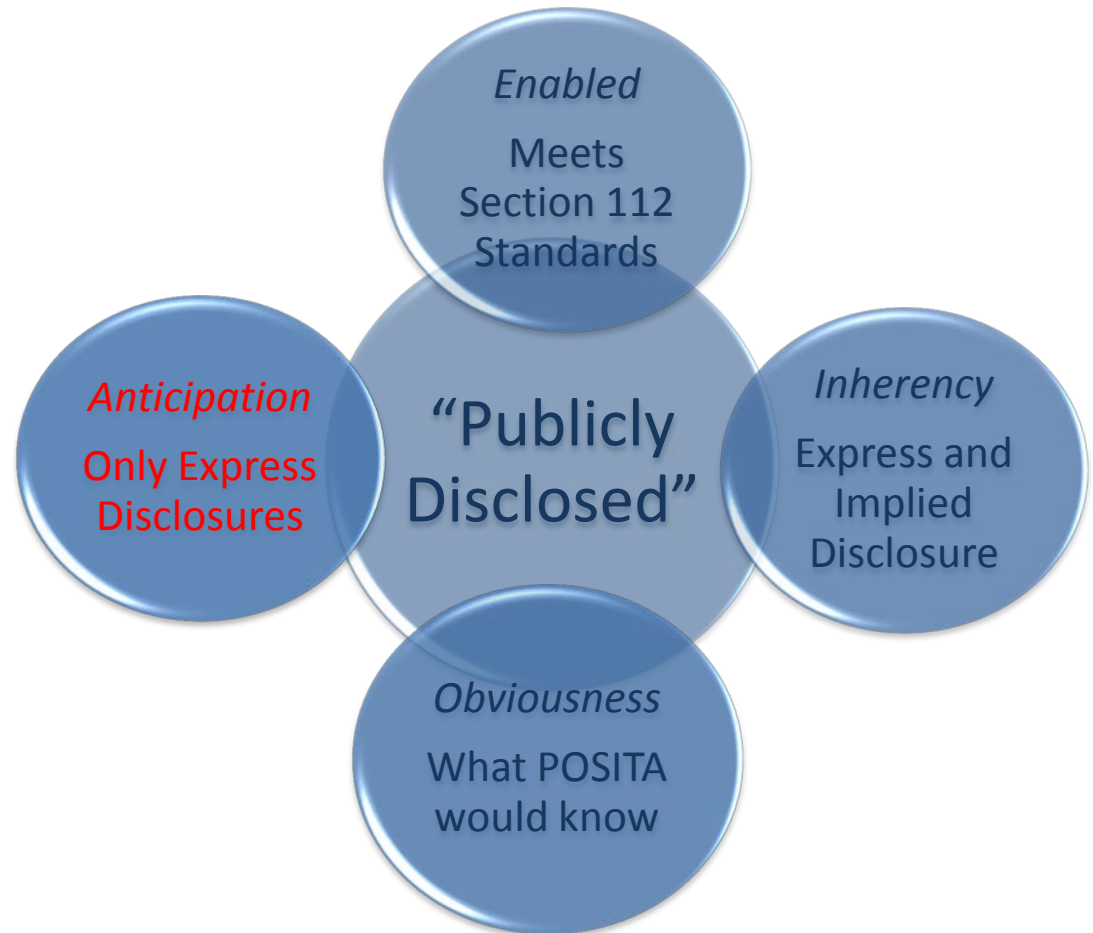 Enabled
Meets
Section 112
Standards
Anticipation
Only Express
Disclosures
“Publicly
Disclosed”
Inherency
Express and
Implied
Disclosure
Obviousness
What POSITA
would know